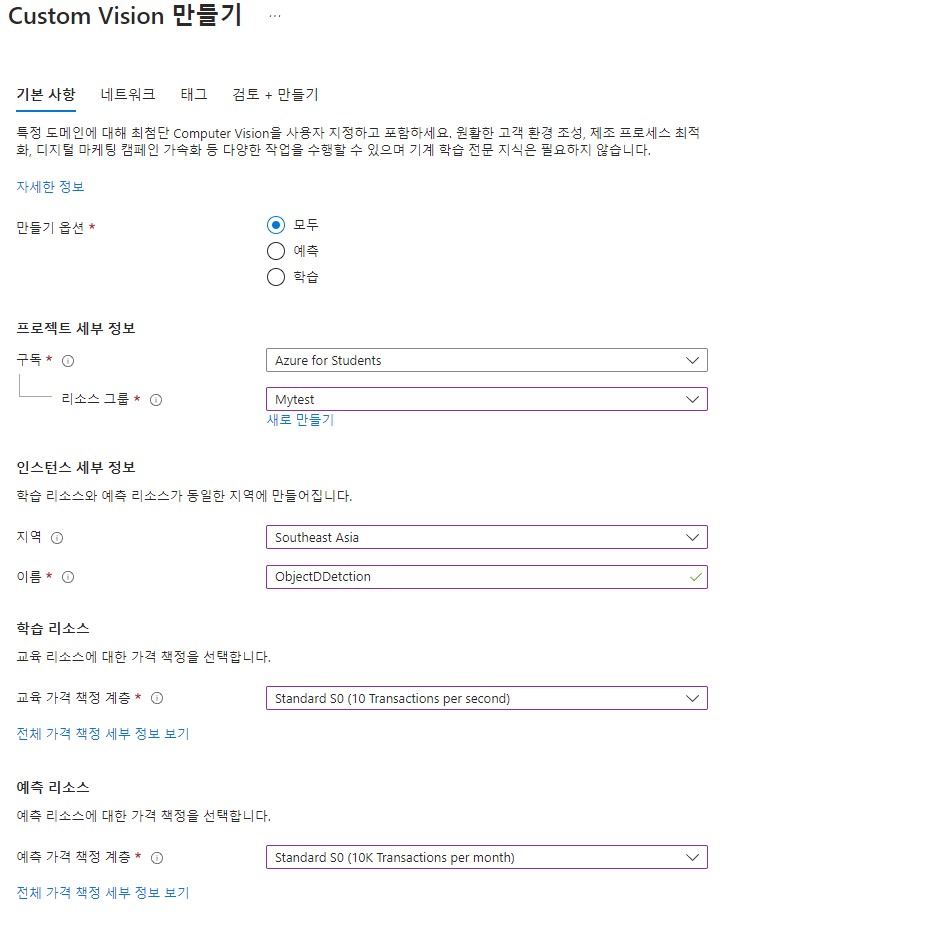 Custom Vision 만들기 ...
기본 사항 네트워크 태그 검토 + 만들기
특정 도메인에 대해 최첨단 Computer Vision을 사용자 지정하고 포함하세요. 원활한 고객 환경 조성, 제조 프로세스 최적
화, 디지털 마케팅 캠페인 가속화 등 다양한 작업을 수행할 수 있으며 기계 학습 전문 지식은 필요하지 않습니다.
자세한 정보
만들기 옵션 * 모두
예측
학습
프로젝트 세부 정보
구독 * Azure for Students
리소스 그룹 * Mytest
새로 만들기
인스턴스 세부 정보
학습 리소스와 예측 리소스가 동일한 지역에 만들어집니다.
지역 Southeast Asia
이름 * ObjectDDetction
학습 리소스
교육 리소스에 대한 가격 책정을 선택합니다.
교육 가격 책정 계층 * Standard S0 (10 Transactions per second)
전체 가격 책정 세부 정보 보기
예측 리소스
예측 리소스에 대한 가격 책정을 선택합니다.
예측 가격 책정 계층 * Standard S0 (10K Transactions per month)
전체 가격 책정 세부 정보 보기